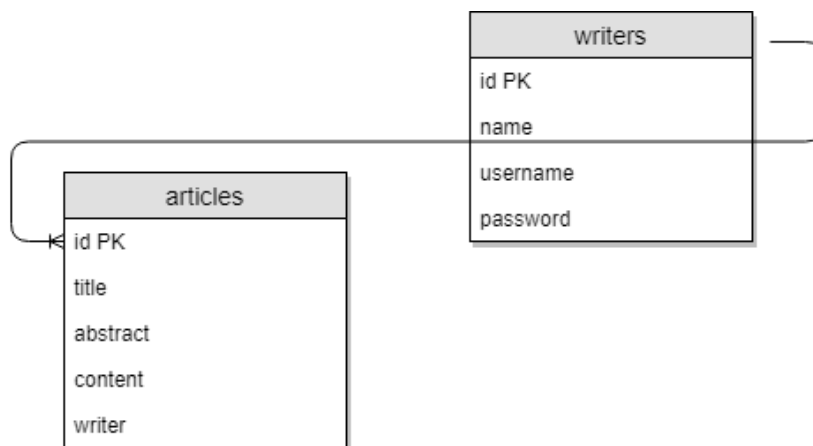 writers
id PK
name
username
password
articles
id PK
title
abstract
content
writer